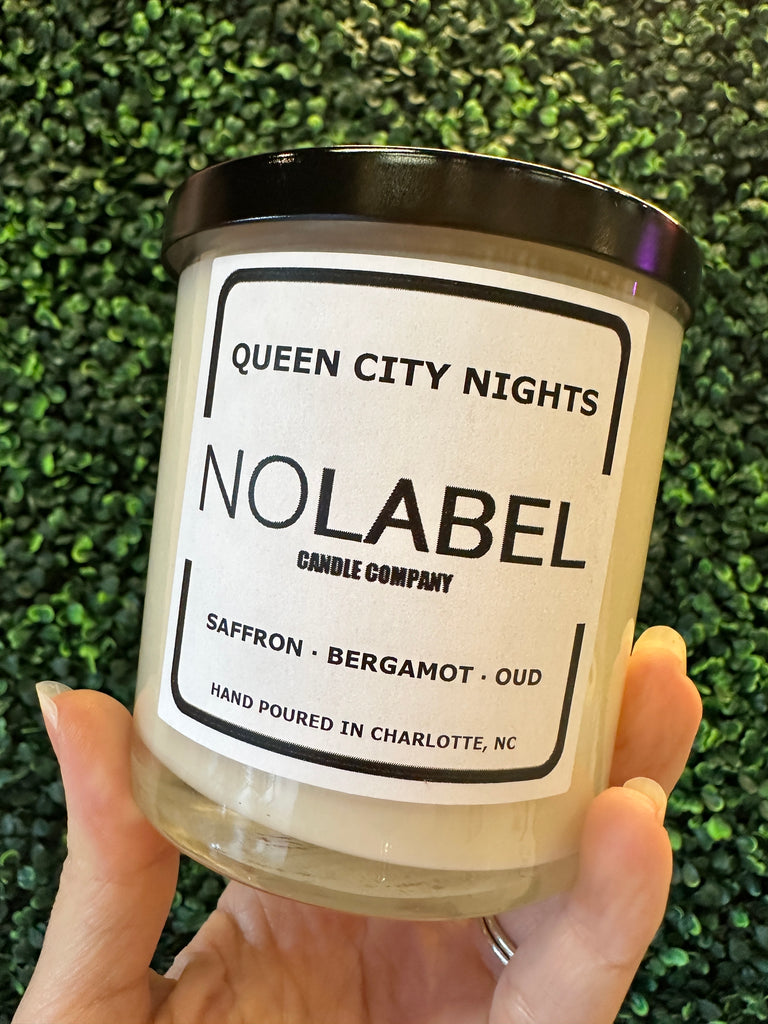 QUEEN CITY NIGHTS
NOLABEL
CANDLE COMPANY
SAFFRON · BERGAMOT · OUD
HAND POURED IN CHARLOTTE, NC